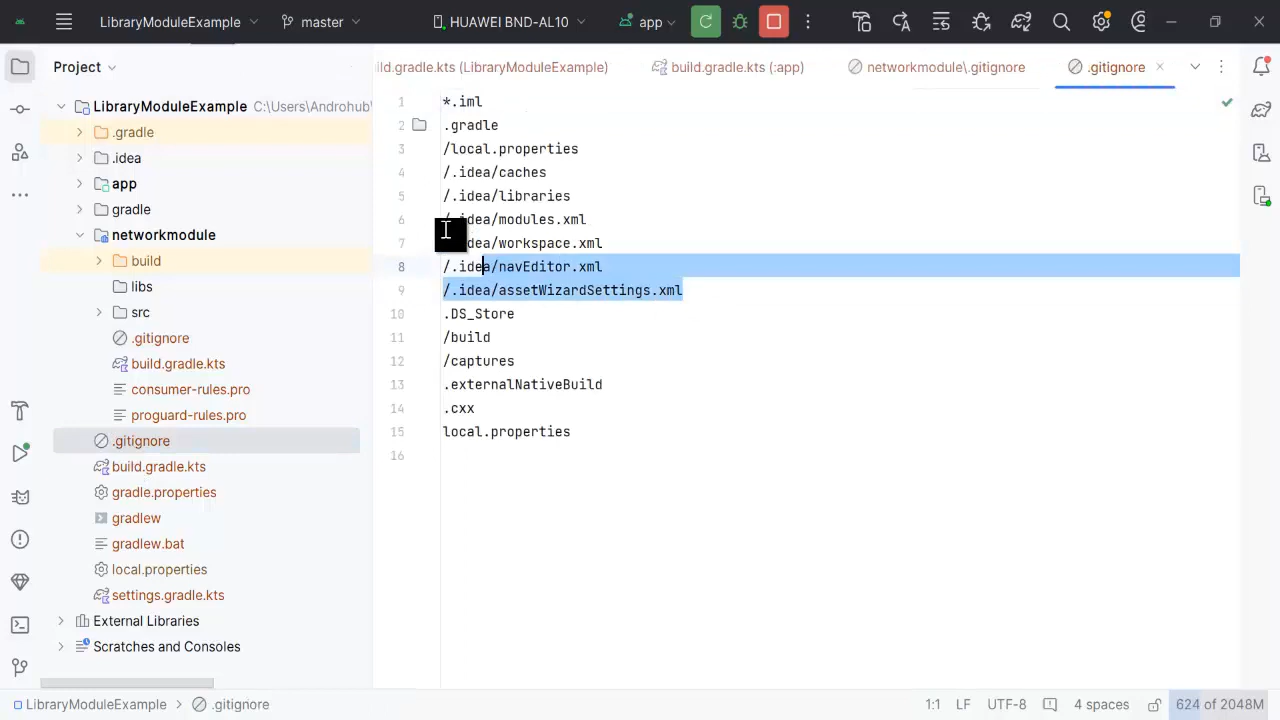 LibraryModuleExample master HUAWEI BND-AL10 app
Project
ild.gradle.kts (LibraryModuleExample) build.gradle.kts (:app) networkmodule\.gitignore .gitignore
LibraryModuleExample C:\Users\Androhub\
.gradle
.idea
app
gradle
networkmodule
build
libs
src
.gitignore
build.gradle.kts
consumer-rules.pro
proguard-rules.pro
.gitignore
build.gradle.kts
gradle.properties
gradlew
gradlew.bat
local.properties
settings.gradle.kts
External Libraries
Scratches and Consoles
1 *.iml
2 .gradle
3 /local.properties
4 /.idea/caches
5 /.idea/libraries
6 /.idea/modules.xml
7 dea/workspace.xml
8 /.idea/navEditor.xml
9 /.idea/assetWizardSettings.xml
10 .DS_Store
11 /build
12 /captures
13 .externalNativeBuild
14 .cxx
15 local.properties
16
LibraryModuleExample > .gitignore 1:1 LF UTF-8 4 spaces 624 of 2048M